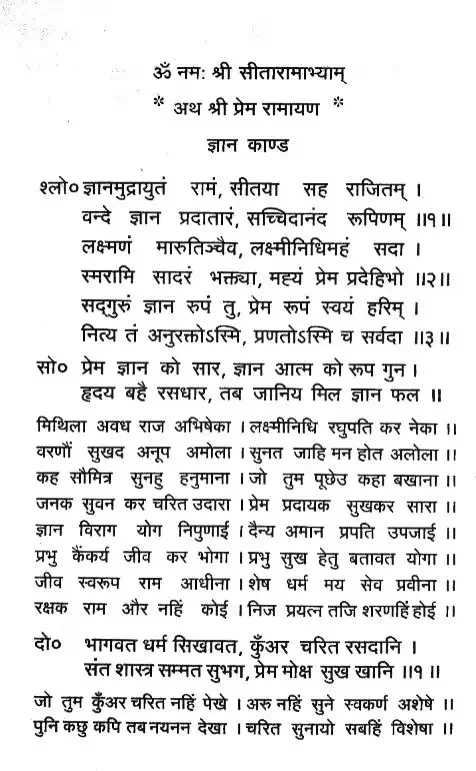 ॐ नमः श्री सीतारामाभ्याम्
* अथ श्री प्रेम रामायण *
ज्ञान काण्ड
श्लो० ज्ञानमुद्रायुतं रामं, सीतया सह राजितम् ।
वन्दे ज्ञान प्रदातारं, सच्चिदानंद रूपिणम् ॥१॥
लक्ष्मणं मारुतिञ्चैव, लक्ष्मीनिधिमहं सदा ।
स्मरामि सादरं भक्त्या, मह्यं प्रेम प्रदेहिभो ॥२॥
सद्गुरुं ज्ञान रुपं तु, प्रेम रूपं स्वयं हरिम् ।
नित्य तं अनुरक्तोऽस्मि, प्रणतोऽस्मि च सर्वदा ॥३॥
सो० प्रेम ज्ञान को सार, ज्ञान आत्म को रूप गुन ।
हृदय बहै रसधार, तब जानिय मिल ज्ञान फल ॥
मिथिला अवध राज अभिषेका । लक्ष्मीनिधि रघुपति कर नेका ॥
वरणौं सुखद अनूप अमोला । सुनत जाहि मन होत अलोला ॥
कह सौमित्र सुनहु हनुमाना । जो तुम पूछेउ कहा बखाना ॥
जनक सुवन कर चरित उदारा । प्रेम प्रदायक सुखकर सारा ॥
ज्ञान विराग योग निपुणाई । दैन्य अमान प्रपति उपजाई ॥
प्रभु कैंकर्य जीव कर भोगा । प्रभु सुख हेतु बतावत योगा ॥
जीव स्वरूप राम आधीना । शेष धर्म मय सेव प्रवीना ॥
रक्षक राम और नहिं कोई । निज प्रयत्न तजि शरणहिं होई ॥
दो० भागवत धर्म सिखावत, कुँअर चरित रसदानि ।
संत शास्त्र सम्मत सुभग, प्रेम मोक्ष सुख खानि ॥१॥
जो तुम कुँअर चरित नहिं पेखे । अरु नहिं सुने स्वकर्ण अशेषे ॥
पुनि कछु कपि तब नयनन देखा । चरित सुनायो सबहिं विशेषा ॥